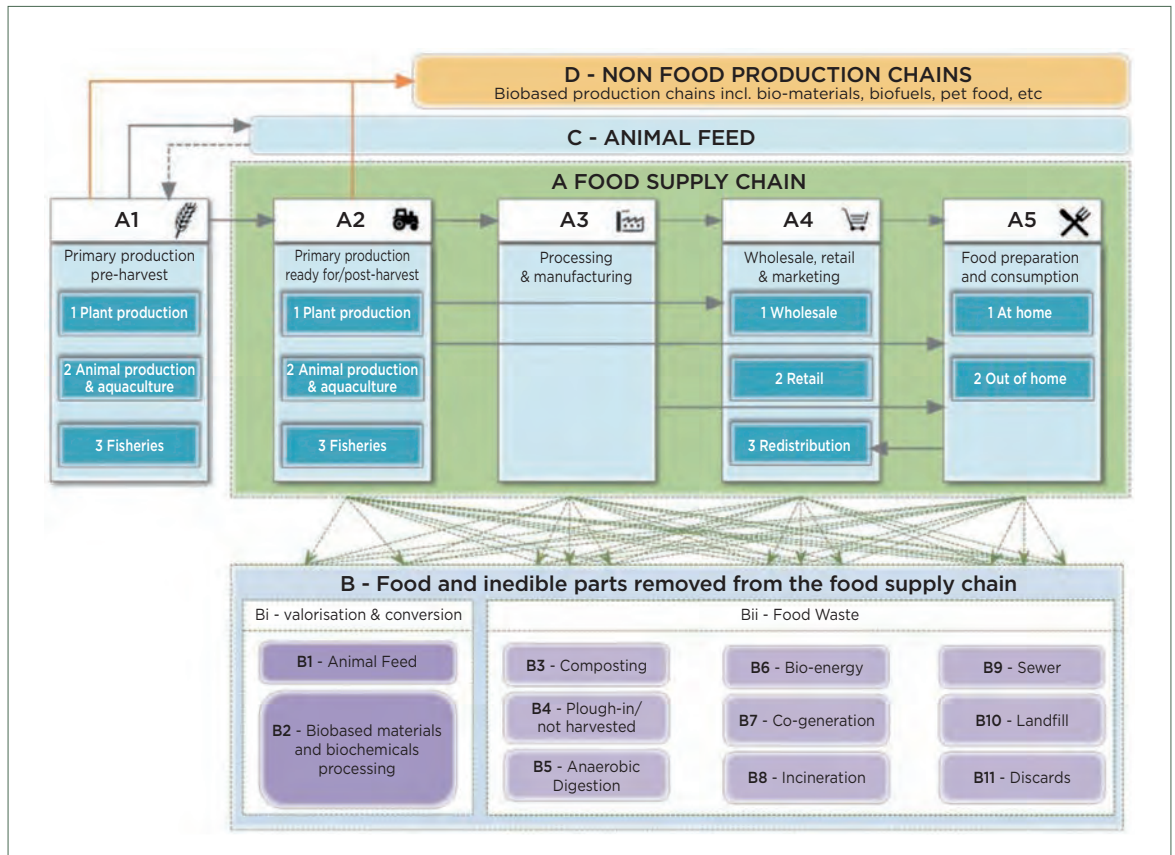 D - NON FOOD PRODUCTION CHAINS
Biobased production chains incl. bio-materials, biofuels, pet food, etc
C - ANIMAL FEED
A FOOD SUPPLY CHAIN
A1
Primary production
pre-harvest
1 Plant production
2 Animal production
& aquaculture
3 Fisheries
A2
Primary production
ready for/post-harvest
1 Plant production
2 Animal production
& aquaculture
3 Fisheries
A3
Processing
& manufacturing
A4
Wholesale, retail
& marketing
1 Wholesale
2 Retail
3 Redistribution
A5
Food preparation
and consumption
1 At home
2 Out of home
B - Food and inedible parts removed from the food supply chain
Bi - valorisation & conversion
B1 - Animal Feed
B2 - Biobased materials
and biochemicals
processing
Bii - Food Waste
B3 - Composting
B4 - Plough-in/
not harvested
B5 - Anaerobic
Digestion
B6 - Bio-energy
B7 - Co-generation
B8 - Incineration
B9 - Sewer
B10 - Landfill
B11 - Discards